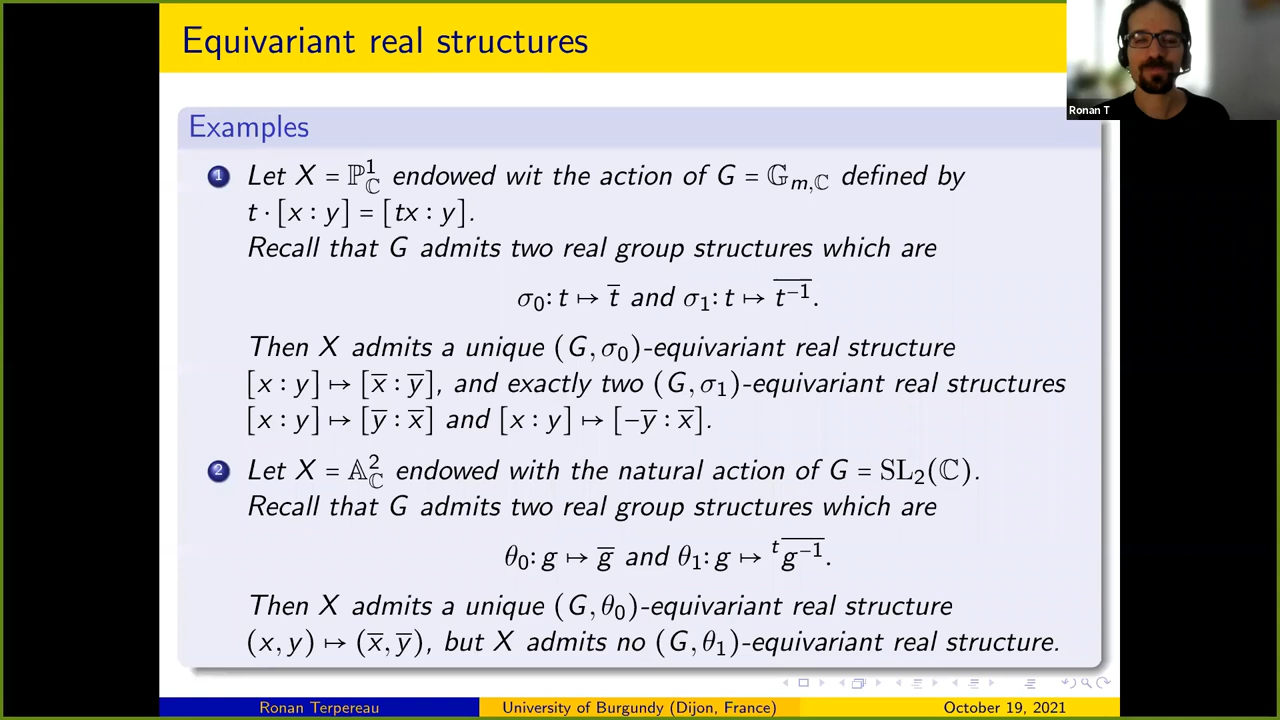 Equivariant real structures
Ronan T
Examples
1 Let X = ℙ¹_ℂ endowed wit the action of G = 𝔾_{m,ℂ} defined by
t · [x : y] = [tx : y].
Recall that G admits two real group structures which are
σ₀: t ↦ t̅ and σ₁: t ↦ \overline{t⁻¹}.
Then X admits a unique (G, σ₀)-equivariant real structure
[x : y] ↦ [x̅ : y̅], and exactly two (G, σ₁)-equivariant real structures
[x : y] ↦ [y̅ : x̅] and [x : y] ↦ [−y̅ : x̅].
2 Let X = 𝔸²_ℂ endowed with the natural action of G = SL₂(ℂ).
Recall that G admits two real group structures which are
θ₀: g ↦ g̅ and θ₁: g ↦ ᵗ\overline{g⁻¹}.
Then X admits a unique (G, θ₀)-equivariant real structure
(x, y) ↦ (x̅, y̅), but X admits no (G, θ₁)-equivariant real structure.
Ronan Terpereau University of Burgundy (Dijon, France) October 19, 2021